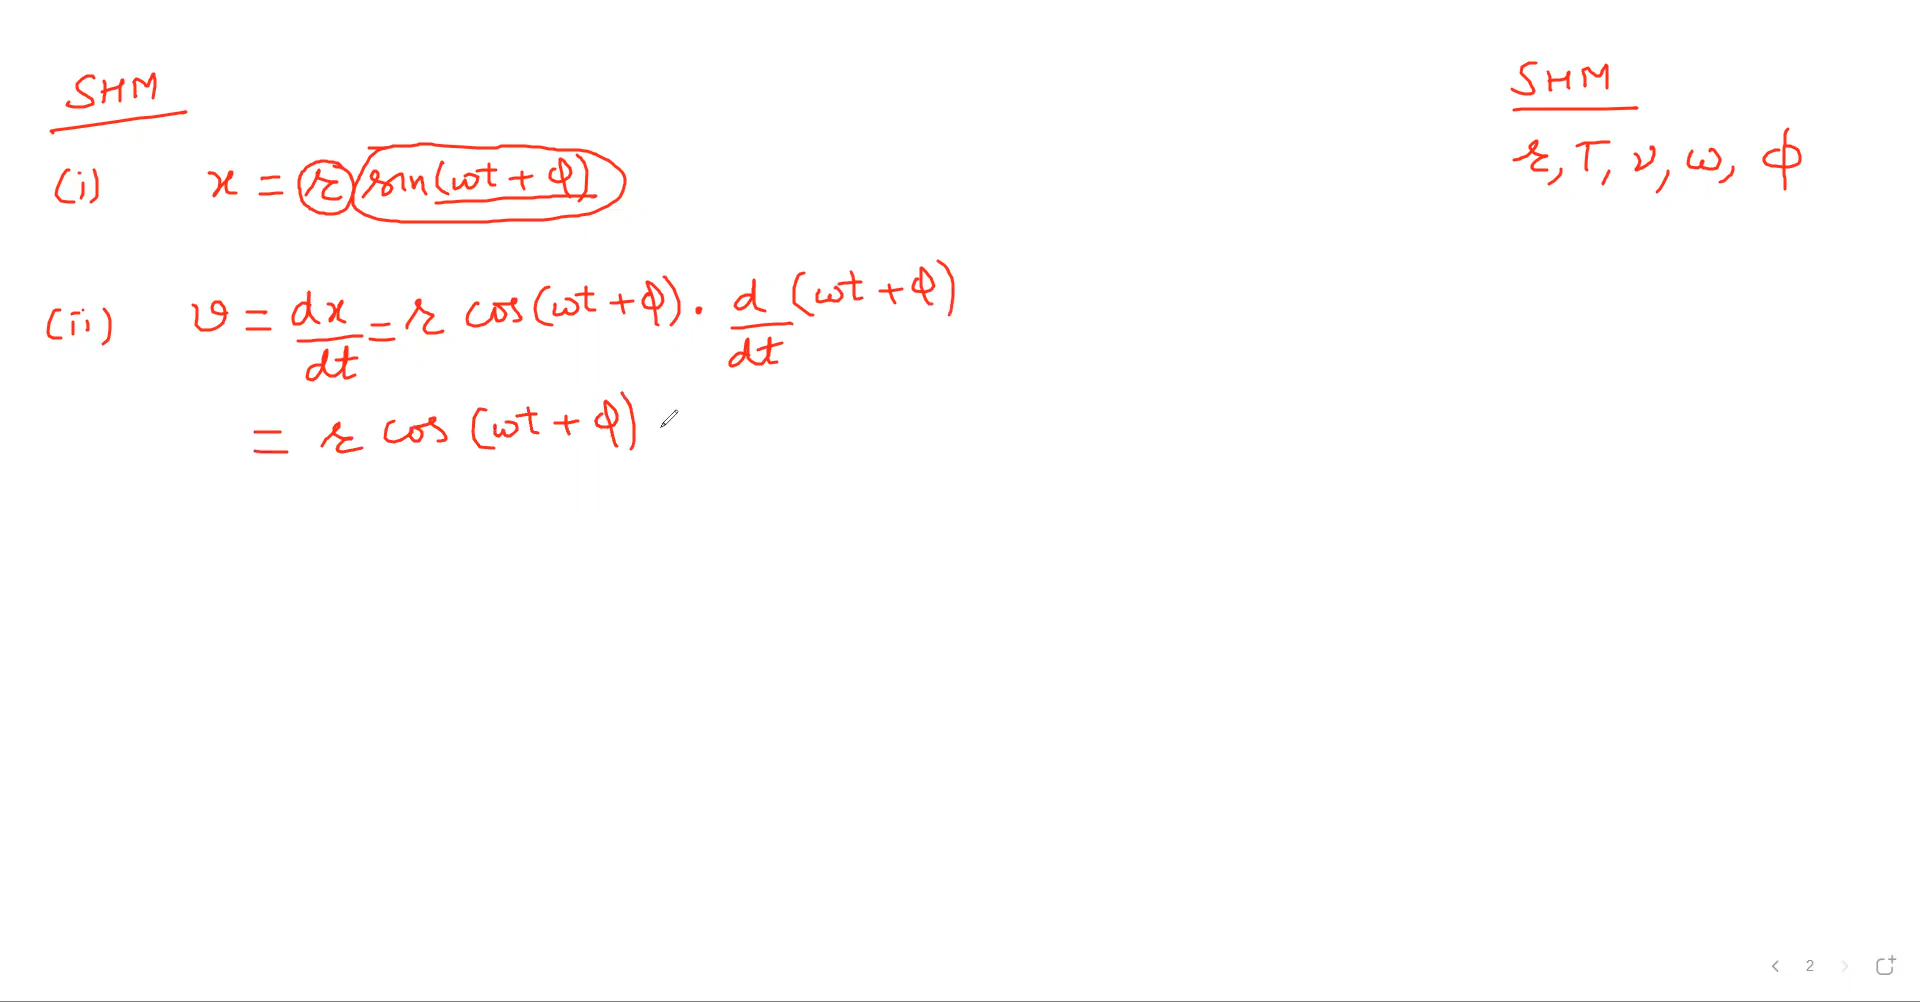 SHM
(i) x = r sin(ωt + φ)
(ii) v = dx/dt = r cos(ωt + φ) · d/dt (ωt + φ)
= r cos (ωt + φ)
SHM
r, T, ν, ω, φ
2